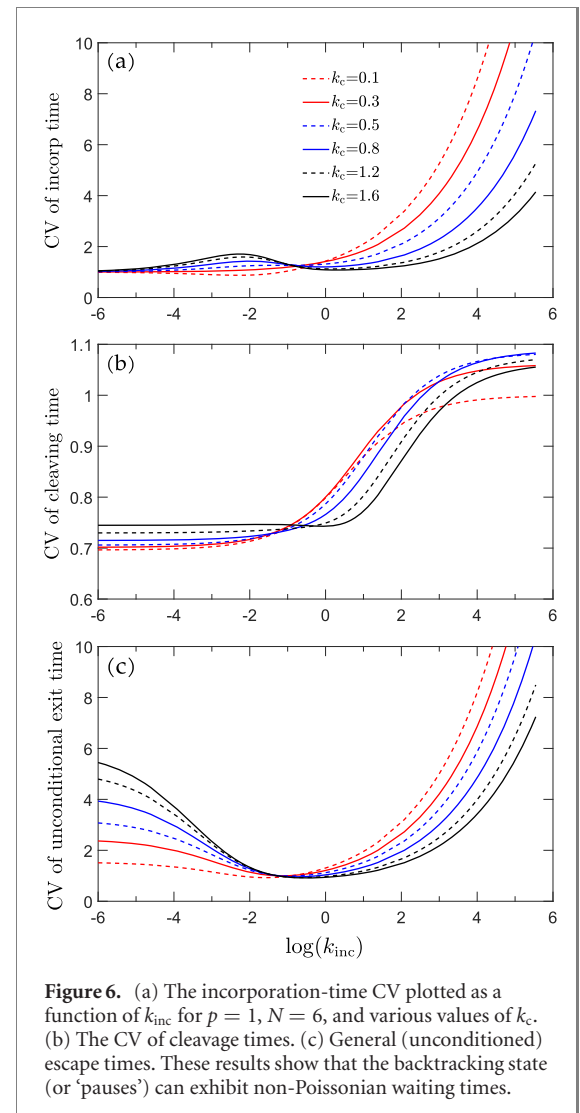 (a)
CV of incorp time
10
8
6
4
2
0
-6 -4 -2 0 2 4 6
k_c=0.1
k_c=0.3
k_c=0.5
k_c=0.8
k_c=1.2
k_c=1.6
(b)
CV of cleaving time
1.1
1
0.9
0.8
0.7
0.6
-6 -4 -2 0 2 4 6
(c)
CV of unconditional exit time
10
8
6
4
2
0
-6 -4 -2 0 2 4 6
log(k_inc)
Figure 6. (a) The incorporation-time CV plotted as a
function of k_inc for p = 1, N = 6, and various values of k_c.
(b) The CV of cleavage times. (c) General (unconditioned)
escape times. These results show that the backtracking state
(or ‘pauses’) can exhibit non-Poissonian waiting times.